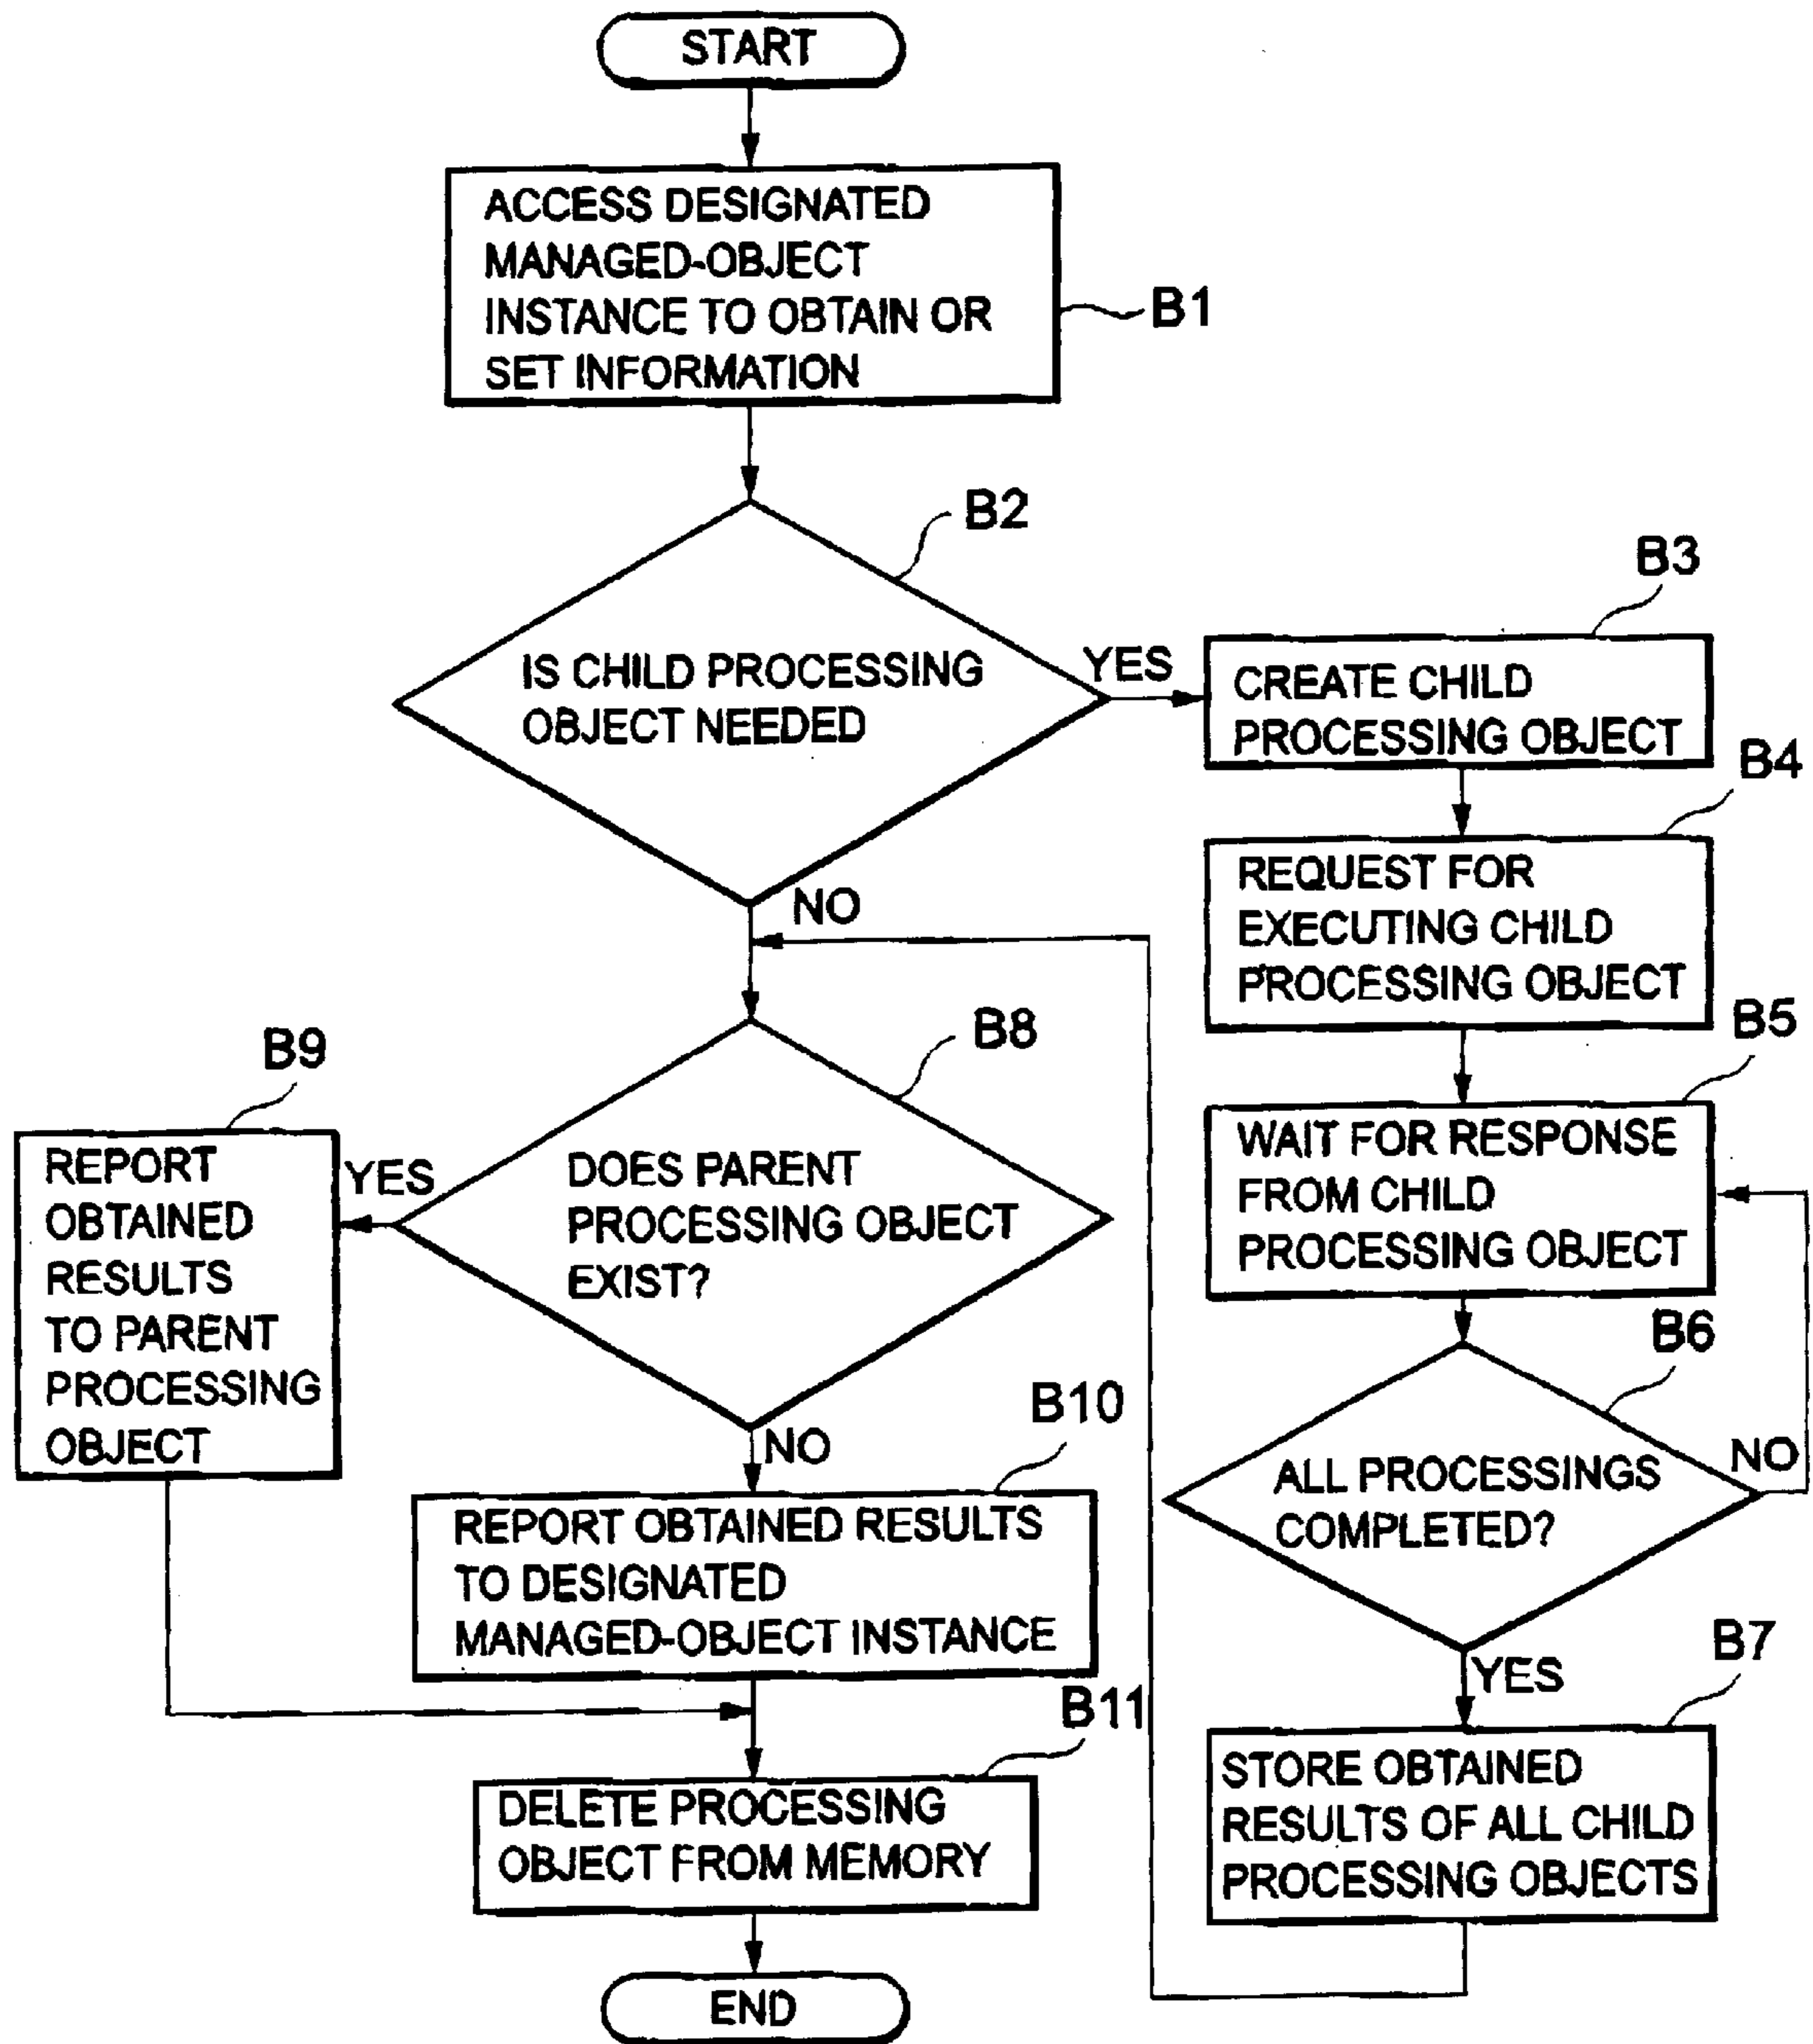 START
ACCESS DESIGNATED
MANAGED-OBJECT
INSTANCE TO OBTAIN OR
SET INFORMATION
B1
B2
IS CHILD PROCESSING
OBJECT NEEDED
YES
NO
B3
CREATE CHILD
PROCESSING OBJECT
B4
REQUEST FOR
EXECUTING CHILD
PROCESSING OBJECT
B5
WAIT FOR RESPONSE
FROM CHILD
PROCESSING OBJECT
B6
ALL PROCESSINGS
COMPLETED?
NO
YES
B7
STORE OBTAINED
RESULTS OF ALL CHILD
PROCESSING OBJECTS
B8
DOES PARENT
PROCESSING OBJECT
EXIST?
YES
NO
B9
REPORT
OBTAINED
RESULTS
TO PARENT
PROCESSING
OBJECT
B10
REPORT OBTAINED RESULTS
TO DESIGNATED
MANAGED-OBJECT INSTANCE
B11
DELETE PROCESSING
OBJECT FROM MEMORY
END